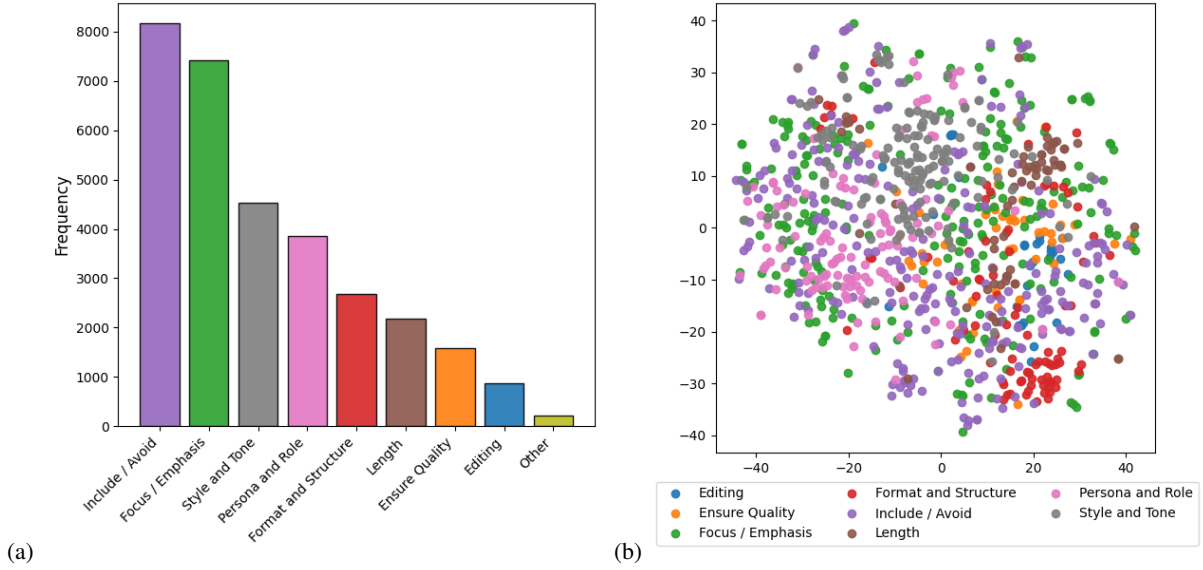 8000
7000
6000
5000
4000
3000
2000
1000
0
Frequency
Include / Avoid
Focus / Emphasis
Style and Tone
Persona and Role
Format and Structure
Length
Ensure Quality
Editing
Other
(a)
40
30
20
10
0
−10
−20
−30
−40
−40 −20 0 20 40
Editing Format and Structure Persona and Role
Ensure Quality Include / Avoid Style and Tone
Focus / Emphasis Length
(b)